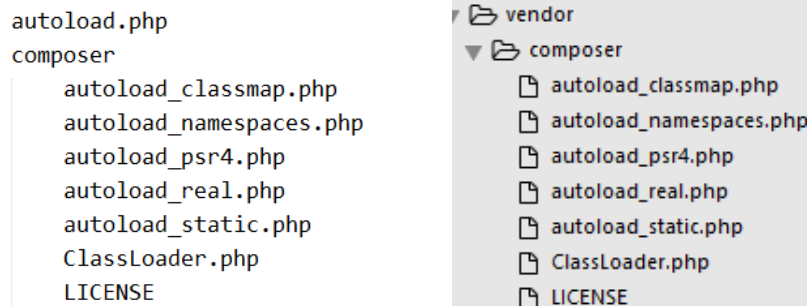 autoload.php
composer
autoload_classmap.php
autoload_namespaces.php
autoload_psr4.php
autoload_real.php
autoload_static.php
ClassLoader.php
LICENSE
vendor
composer
autoload_classmap.php
autoload_namespaces.php
autoload_psr4.php
autoload_real.php
autoload_static.php
ClassLoader.php
LICENSE